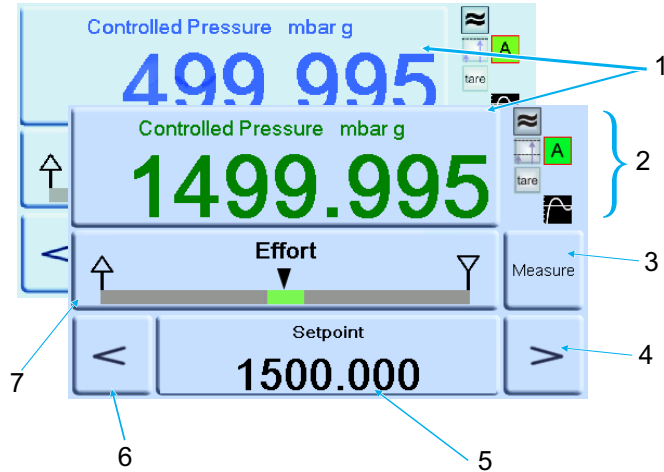 Controlled Pressure mbar g
499.995
A
tare
1
Controlled Pressure mbar g
1499.995
A
tare
2
Effort
Measure
3
<
Setpoint
1500.000
>
4
7
6
5
<